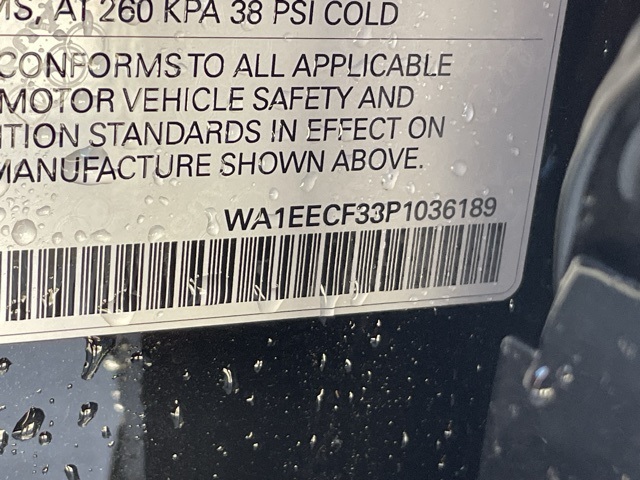 MS, AT 260 KPA 38 PSI COLD
CONFORMS TO ALL APPLICABLE
MOTOR VEHICLE SAFETY AND
TION STANDARDS IN EFFECT ON
MANUFACTURE SHOWN ABOVE.
WA1EECF33P1036189